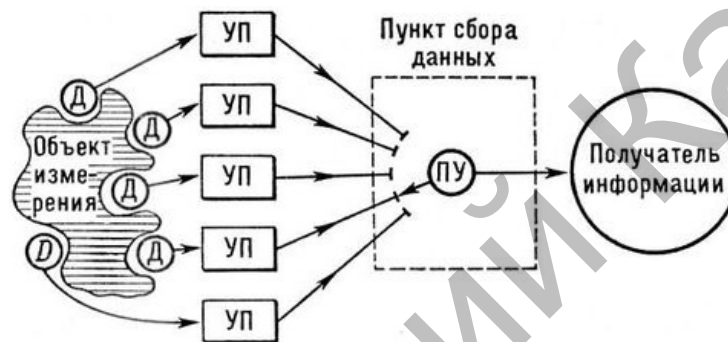 УП
Пункт сбора
данных
Д
УП
Д
Объект
изме-
рения
УП
Д
ПУ
Получатель
информации
D
Д
УП
УП